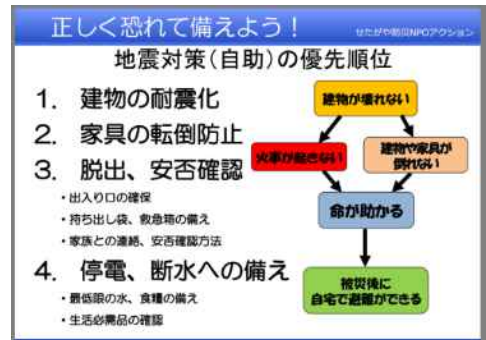 正しく恐れて備えよう！
せたがや防災NPOアクション
地震対策（自助）の優先順位
1. 建物の耐震化
2. 家具の転倒防止
3. 脱出、安否確認
・出入り口の確保
・持ち出し袋、救急箱の備え
・家族との連絡、安否確認方法
4. 停電、断水への備え
・最低限の水、食糧の備え
・生活必需品の確認
建物が壊れない
火事が起きない
建物や家具が
倒れない
命が助かる
被災後に
自宅で避難ができる